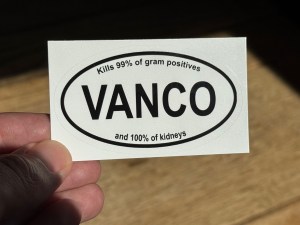 Kills 99% of gram positives
VANCO
and 100% of kidneys